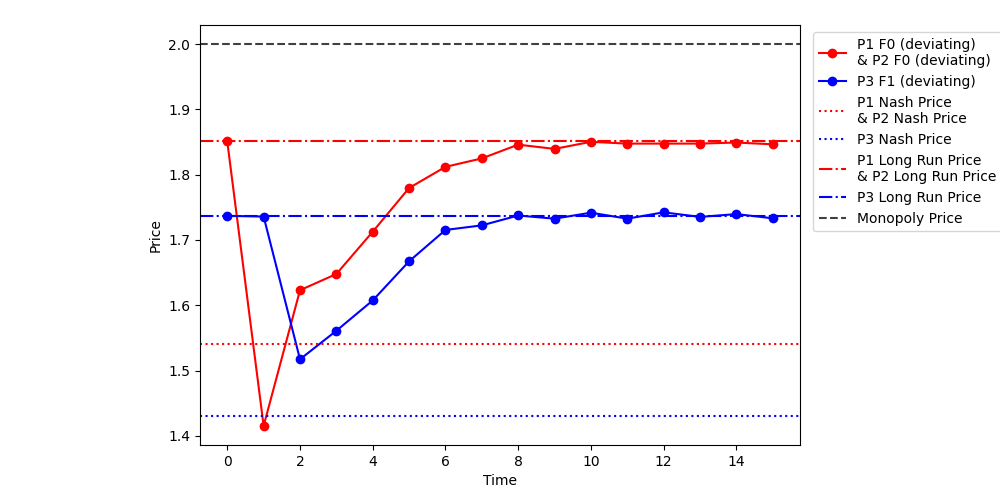 2.0
1.9
1.8
1.7
1.6
1.5
1.4
Price
0
2
4
6
8
10
12
14
Time
P1 F0 (deviating)
& P2 F0 (deviating)
P3 F1 (deviating)
P1 Nash Price
& P2 Nash Price
P3 Nash Price
P1 Long Run Price
& P2 Long Run Price
P3 Long Run Price
Monopoly Price